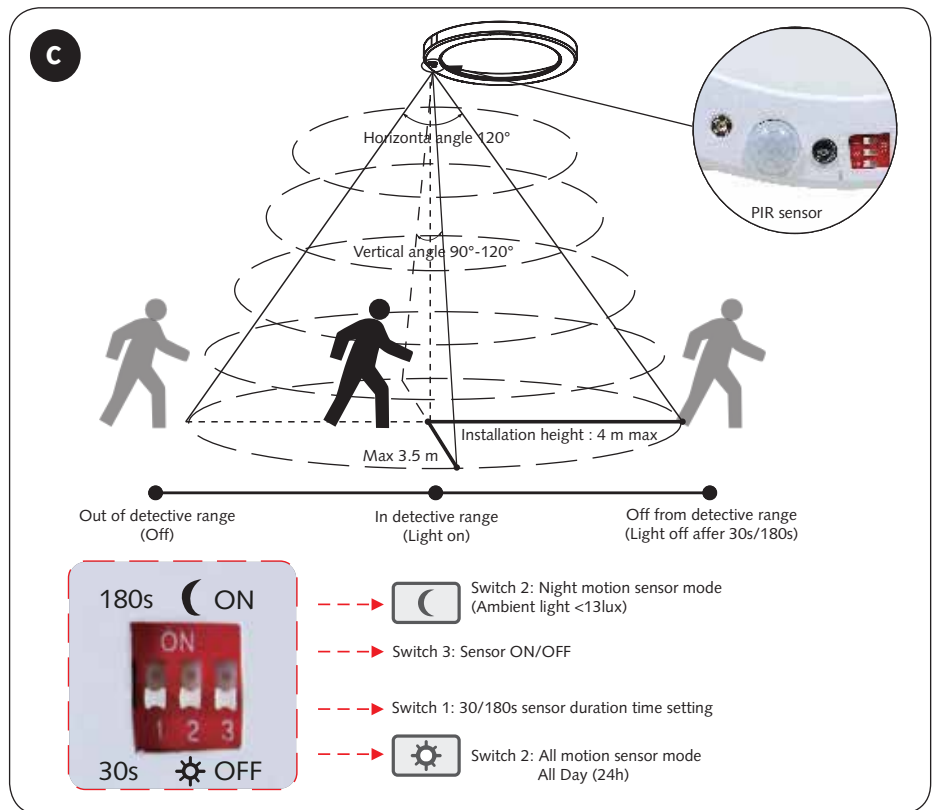 C
Horizonta angle 120°
PIR sensor
Vertical angle 90°-120°
Installation height : 4 m max
Max 3.5 m
Out of detective range
(Off)
In detective range
(Light on)
Off from detective range
(Light off affer 30s/180s)
180s ON
ON
1 2 3
30s OFF
Switch 2: Night motion sensor mode
(Ambient light <13lux)
Switch 3: Sensor ON/OFF
Switch 1: 30/180s sensor duration time setting
Switch 2: All motion sensor mode
All Day (24h)